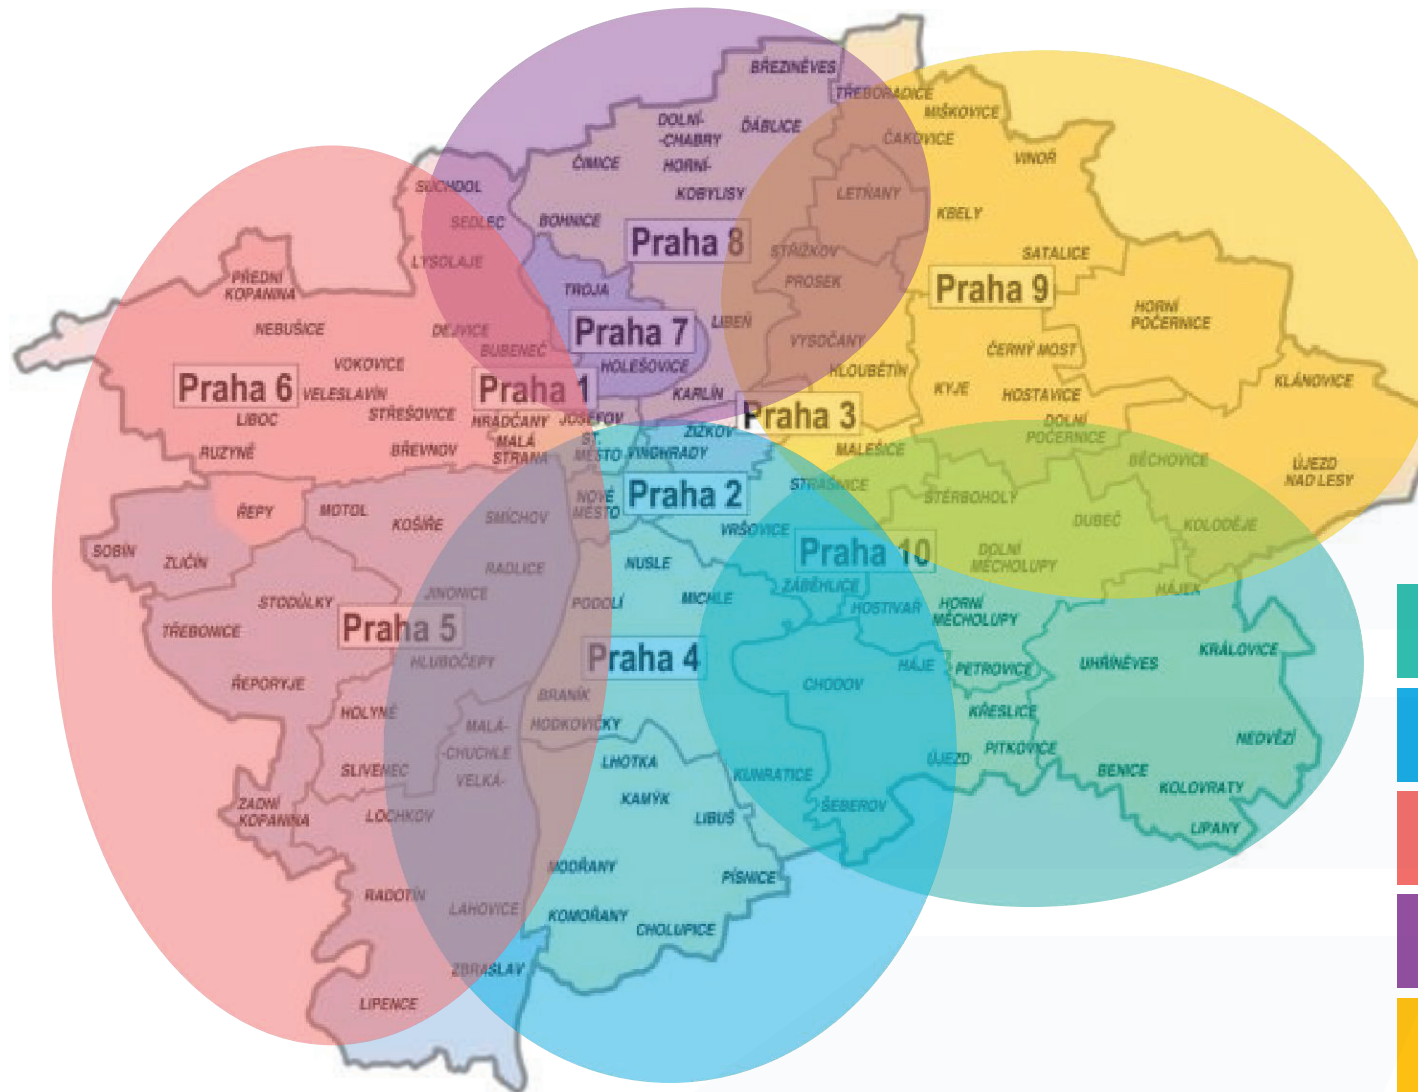 BŘEZINĚVES
TŘEBORADICE
MIŠKOVICE
DOLNÍ-
-CHABRY
ĎÁBLICE
ČAKOVICE
ČIMICE
HORNÍ-
VINOŘ
SUCHDOL
KOBYLISY
LETŇANY
SEDLEC
BOHNICE
KBELY
Praha 8
STŘÍŽKOV
SATALICE
LYSOLAJE
PŘEDNÍ
KOPANINA
TROJA
PROSEK
Praha 9
HORNÍ
POČERNICE
NEBUŠICE
DEJVICE
Praha 7
LIBEŇ
VYSOČANY
BUBENEČ
ČERNÝ MOST
VOKOVICE
HOLEŠOVICE
HLOUBĚTÍN
Praha 6
VELESLAVÍN
Praha 1
KARLÍN
KYJE
HOSTAVICE
KLÁNOVICE
LIBOC
STŘEŠOVICE
HRADČANY
JOSEFOV
Praha 3
DOLNÍ
POČERNICE
ŽIŽKOV
RUZYNĚ
BŘEVNOV
MALÁ
STRANA
ST.
MĚSTO
VINOHRADY
MALEŠICE
BĚCHOVICE
ÚJEZD
NAD LESY
STRAŠNICE
ŘEPY
MOTOL
KOŠÍŘE
SMÍCHOV
NOVÉ
MĚSTO
Praha 2
ŠTĚRBOHOLY
DUBEČ
KOLODĚJE
VRŠOVICE
SOBÍN
ZLIČÍN
RADLICE
NUSLE
Praha 10
DOLNÍ
MĚCHOLUPY
STODŮLKY
JINONICE
PODOLÍ
MICHLE
ZÁBĚHLICE
HOSTIVAŘ
HORNÍ
MĚCHOLUPY
HÁJEK
TŘEBONICE
Praha 5
Praha 4
HLUBOČEPY
HÁJE
PETROVICE
UHŘÍNĚVES
KRÁLOVICE
ŘEPORYJE
CHODOV
BRANÍK
HOLYNĚ
MALÁ-
HODKOVIČKY
KŘESLICE
NEDVĚZÍ
-CHUCHLE
PITKOVICE
SLIVENEC
VELKÁ-
LHOTKA
KUNRATICE
ÚJEZD
BENICE
KOLOVRATY
ZADNÍ
KOPANINA
LOCHKOV
KAMÝK
LIBUŠ
ŠEBEROV
LIPANY
MODŘANY
PÍSNICE
RADOTÍN
LAHOVICE
KOMOŘANY
CHOLUPICE
ZBRASLAV
LIPENCE